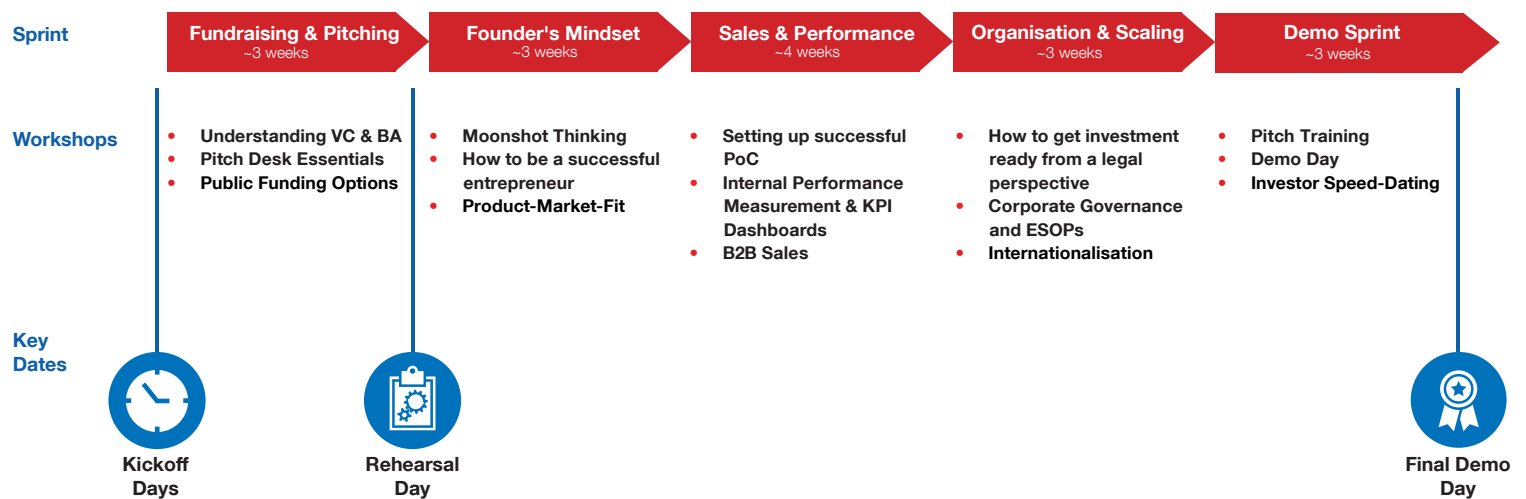 Sprint
Fundraising & Pitching
~3 weeks
Founder's Mindset
~3 weeks
Sales & Performance
~4 weeks
Organisation & Scaling
~3 weeks
Demo Sprint
~3 weeks
Workshops
• Understanding VC & BA
• Pitch Desk Essentials
• Public Funding Options
• Moonshot Thinking
• How to be a successful
entrepreneur
• Product-Market-Fit
• Setting up successful
PoC
• Internal Performance
Measurement & KPI
Dashboards
• B2B Sales
• How to get investment
ready from a legal
perspective
• Corporate Governance
and ESOPs
• Internationalisation
• Pitch Training
• Demo Day
• Investor Speed-Dating
Key
Dates
Kickoff
Days
Rehearsal
Day
Final Demo
Day